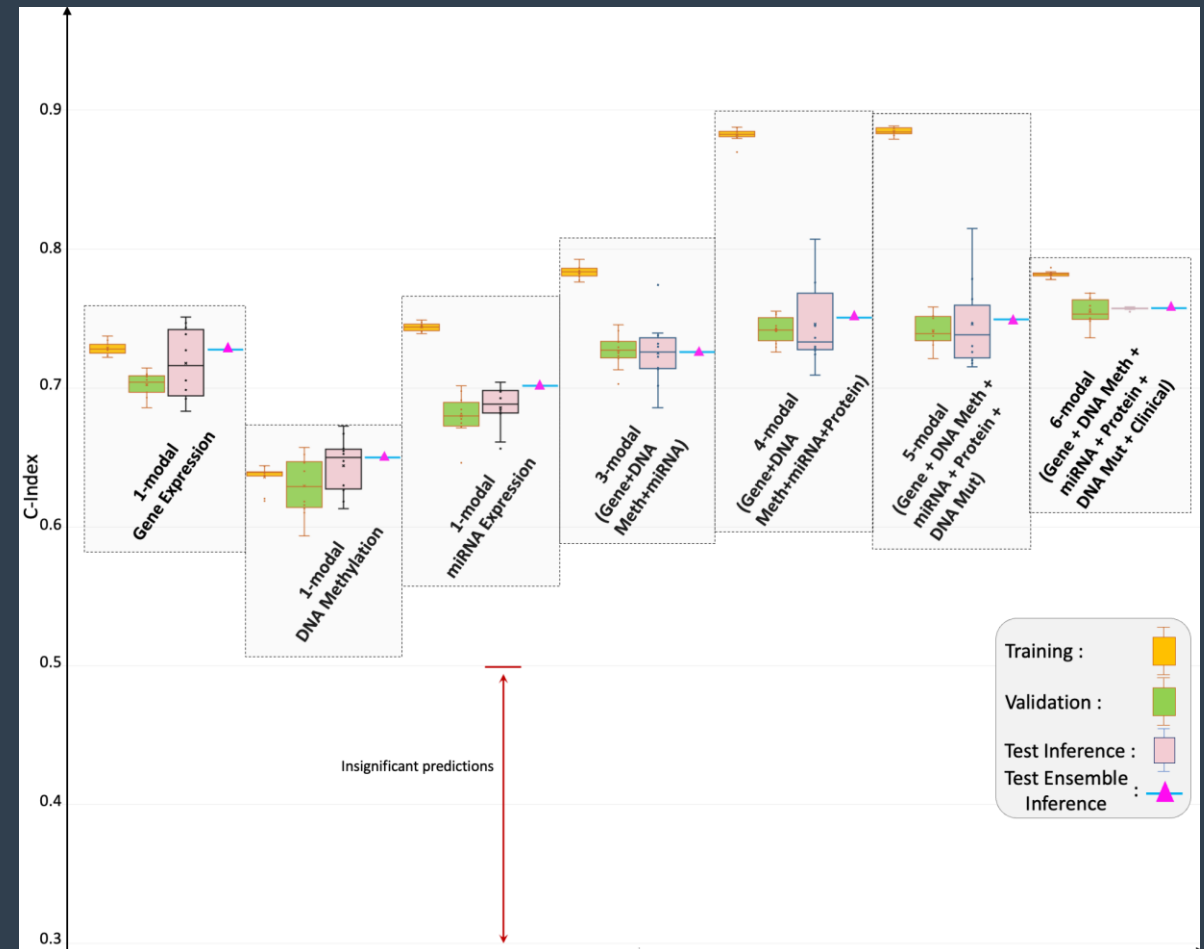 0.9
0.8
0.7
0.6
0.5
0.4
0.3
C-Index
1-modal
Gene Expression
1-modal
DNA Methylation
1-modal
miRNA Expression
3-modal
(Gene+DNA
Meth+miRNA)
4-modal
(Gene+DNA
Meth+miRNA+Protein)
5-modal
(Gene + DNA Meth +
miRNA + Protein +
DNA Mut)
6-modal
(Gene + DNA Meth +
miRNA + Protein +
DNA Mut + Clinical)
Insignificant predictions
Training :
Validation :
Test Inference :
Test Ensemble :
Inference